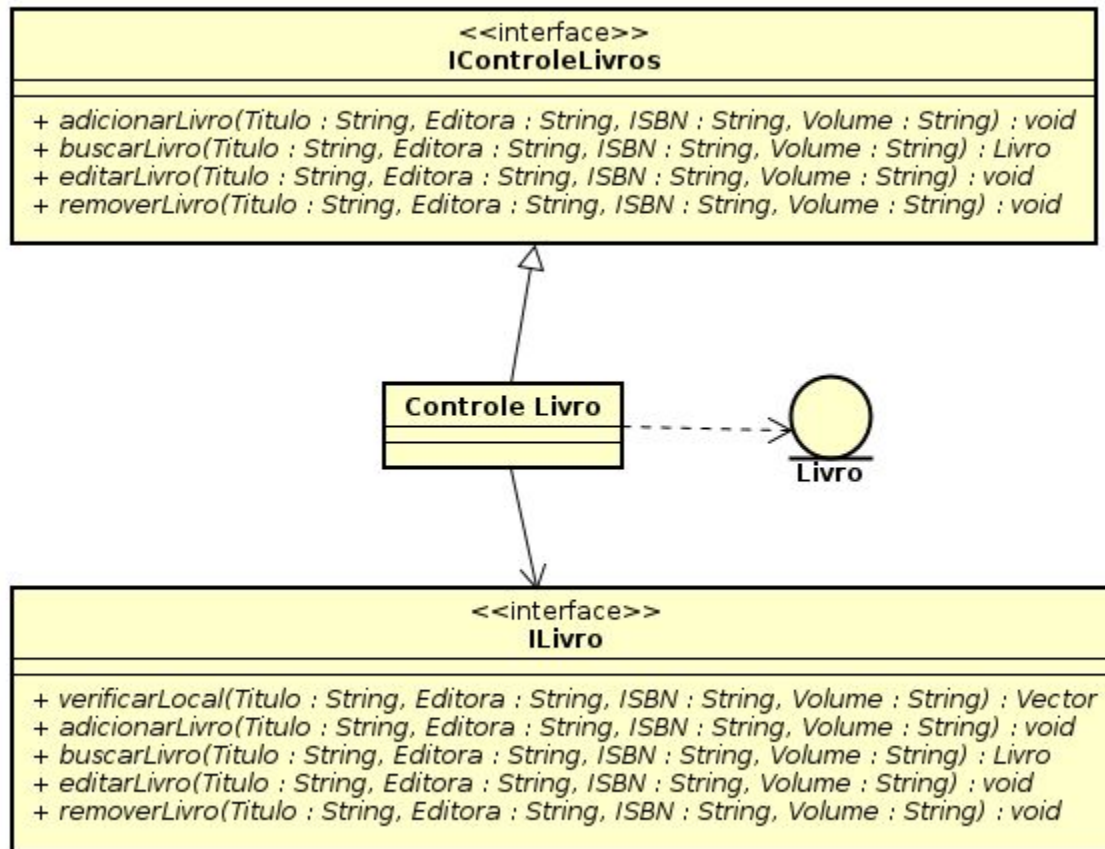 <<interface>>
IControleLivros
+ adicionarLivro(Titulo : String, Editora : String, ISBN : String, Volume : String) : void
+ buscarLivro(Titulo : String, Editora : String, ISBN : String, Volume : String) : Livro
+ editarLivro(Titulo : String, Editora : String, ISBN : String, Volume : String) : void
+ removerLivro(Titulo : String, Editora : String, ISBN : String, Volume : String) : void
Controle Livro
Livro
<<interface>>
ILivro
+ verificarLocal(Titulo : String, Editora : String, ISBN : String, Volume : String) : Vector
+ adicionarLivro(Titulo : String, Editora : String, ISBN : String, Volume : String) : void
+ buscarLivro(Titulo : String, Editora : String, ISBN : String, Volume : String) : Livro
+ editarLivro(Titulo : String, Editora : String, ISBN : String, Volume : String) : void
+ removerLivro(Titulo : String, Editora : String, ISBN : String, Volume : String) : void